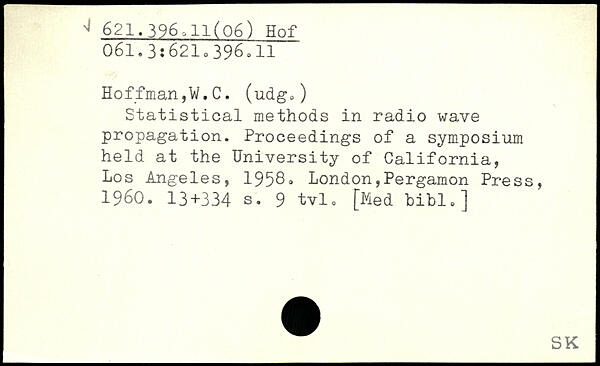 ✓ 621.396.11(06) Hof
061.3:621.396.11
Hoffman,W.C. (udg.)
Statistical methods in radio wave
propagation. Proceedings of a symposium
held at the University of California,
Los Angeles, 1958. London,Pergamon Press,
1960. 13+334 s. 9 tvl. [Med bibl.]
SK